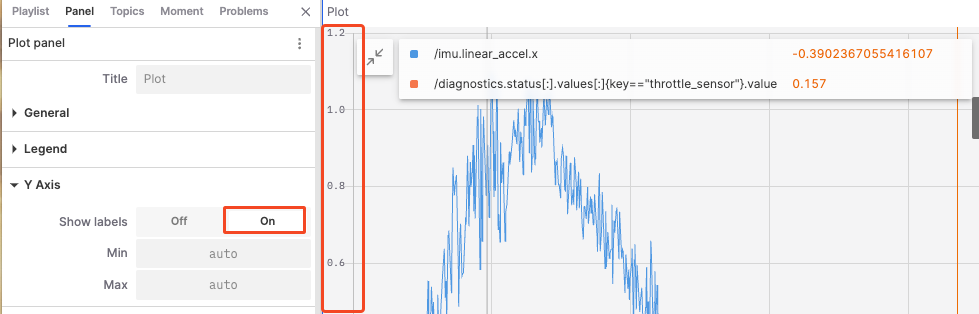 Playlist Panel Topics Moment Problems
Plot panel
Title Plot
General
Legend
Y Axis
Show labels Off On
Min auto
Max auto
Plot
1.2
/imu.linear_accel.x -0.3902367055416107
/diagnostics.status[:].values[:]{key=="throttle_sensor"}.value 0.157
1.0
0.8
0.6